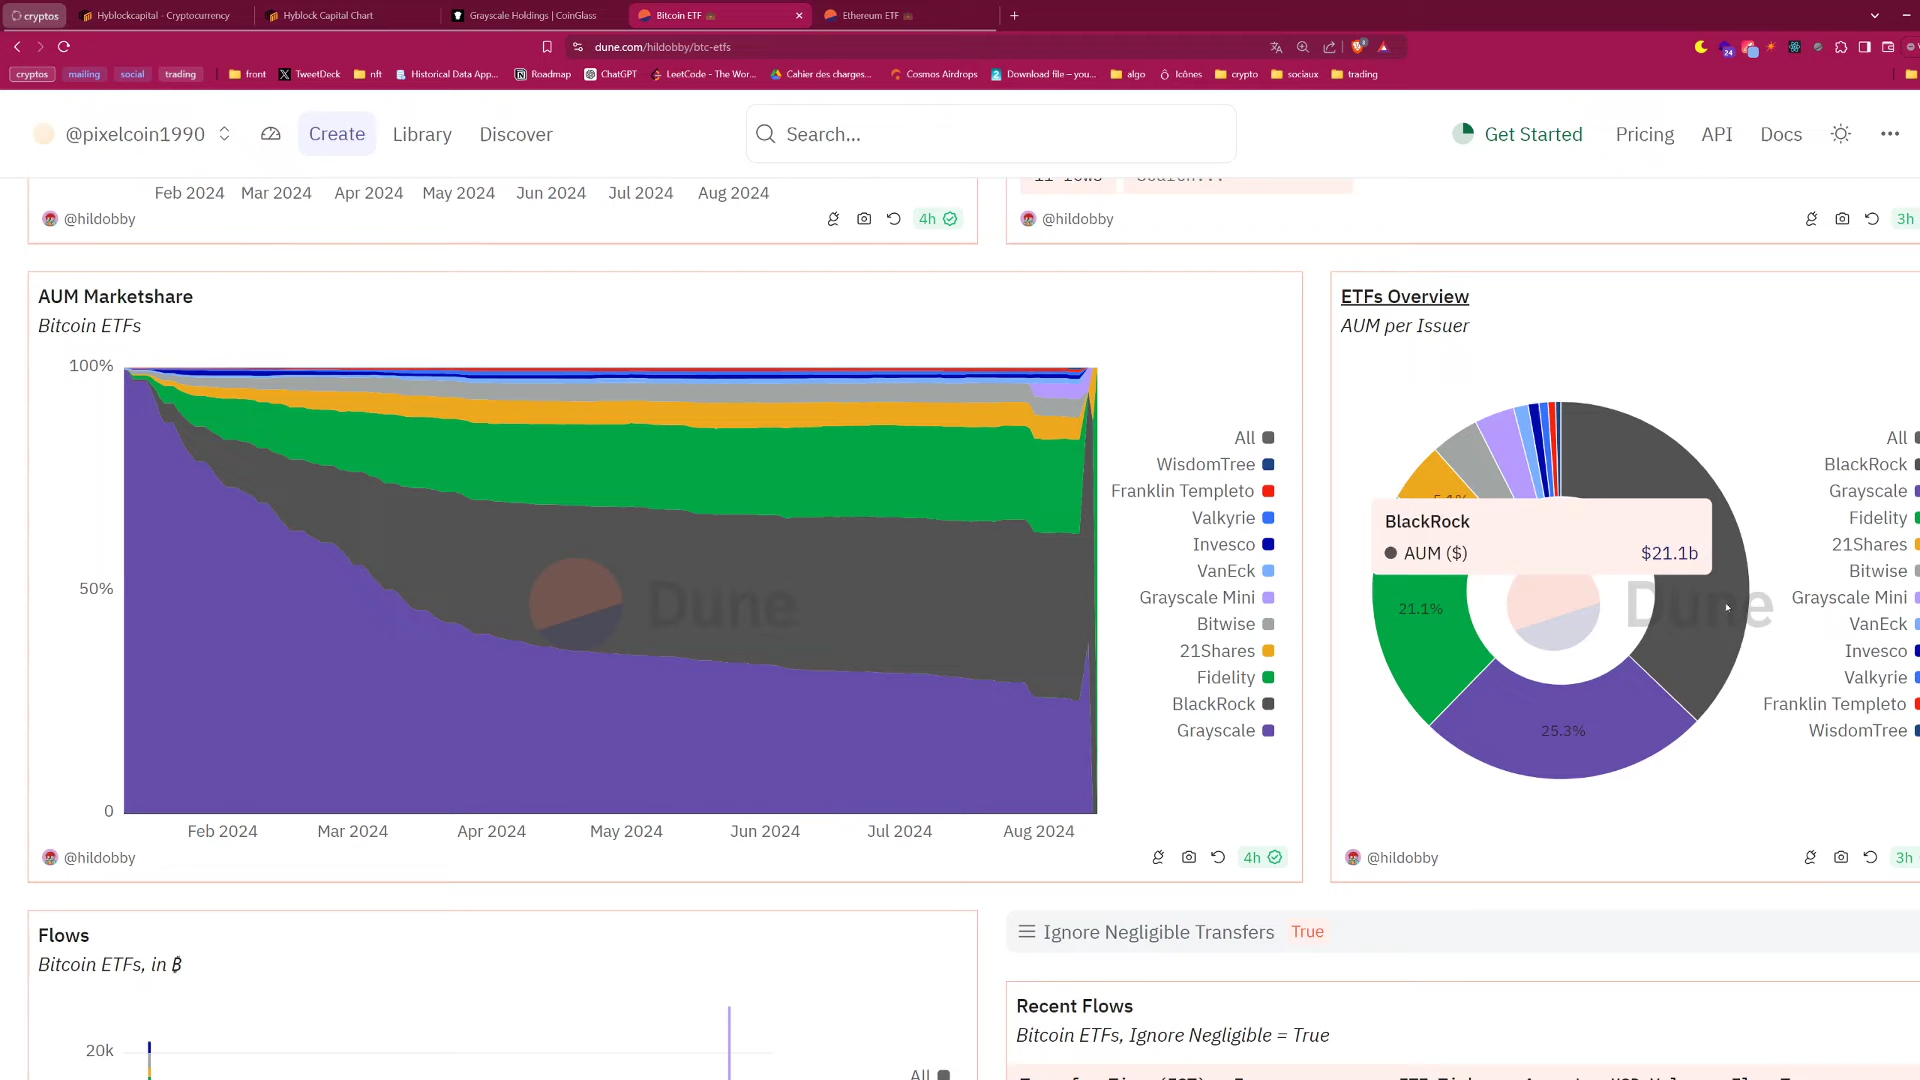 cryptos
Hyblockcapital - Cryptocurrency
Hyblock Capital Chart
Grayscale Holdings | CoinGlass
Bitcoin ETF
Ethereum ETF
dune.com/hildobby/btc-etfs
24
cryptos
mailing
social
trading
front
TweetDeck
nft
Historical Data App...
Roadmap
ChatGPT
LeetCode - The Wor...
Cahier des charges...
Cosmos Airdrops
Download file – you...
algo
Icônes
crypto
sociaux
trading
@pixelcoin1990
Create
Library
Discover
Search...
Get Started
Pricing
API
Docs
Feb 2024 Mar 2024 Apr 2024 May 2024 Jun 2024 Jul 2024 Aug 2024
@hildobby
4h
@hildobby
3h
AUM Marketshare
Bitcoin ETFs
100%
50%
0
Feb 2024 Mar 2024 Apr 2024 May 2024 Jun 2024 Jul 2024 Aug 2024
Dune
All
WisdomTree
Franklin Templeto
Valkyrie
Invesco
VanEck
Grayscale Mini
Bitwise
21Shares
Fidelity
BlackRock
Grayscale
@hildobby
4h
ETFs Overview
AUM per Issuer
BlackRock
AUM ($) $21.1b
21.1%
25.3%
Dune
All
BlackRock
Grayscale
Fidelity
21Shares
Bitwise
Grayscale Mini
VanEck
Invesco
Valkyrie
Franklin Templeto
WisdomTree
@hildobby
3h
Flows
Bitcoin ETFs, in ₿
20k
All
Ignore Negligible Transfers True
Recent Flows
Bitcoin ETFs, Ignore Negligible = True